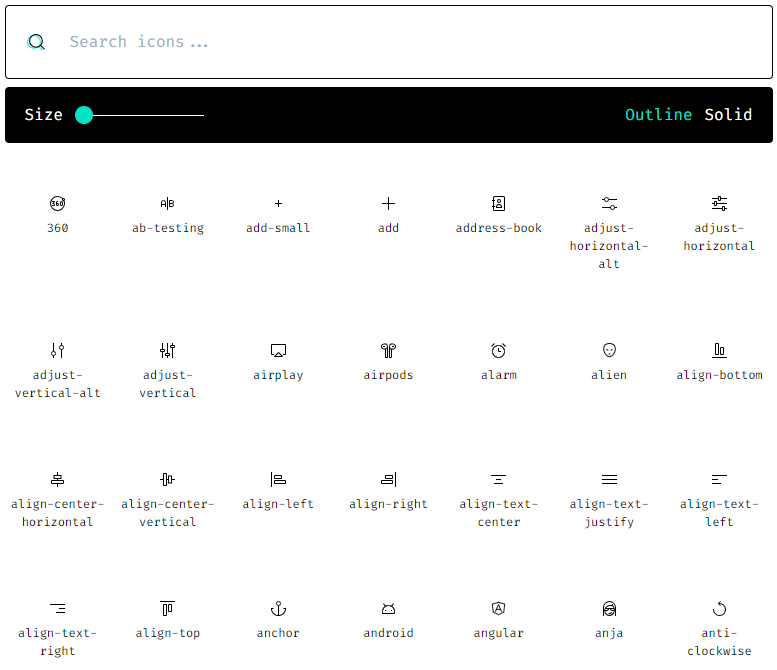 Search icons...
Size
Outline Solid
360
360
A|B
ab-testing
add-small
add
address-book
adjust-
horizontal-
alt
adjust-
horizontal
adjust-
vertical-alt
adjust-
vertical
airplay
airpods
alarm
alien
align-bottom
align-center-
horizontal
align-center-
vertical
align-left
align-right
align-text-
center
align-text-
justify
align-text-
left
align-text-
right
align-top
anchor
android
A
angular
anja
anti-
clockwise